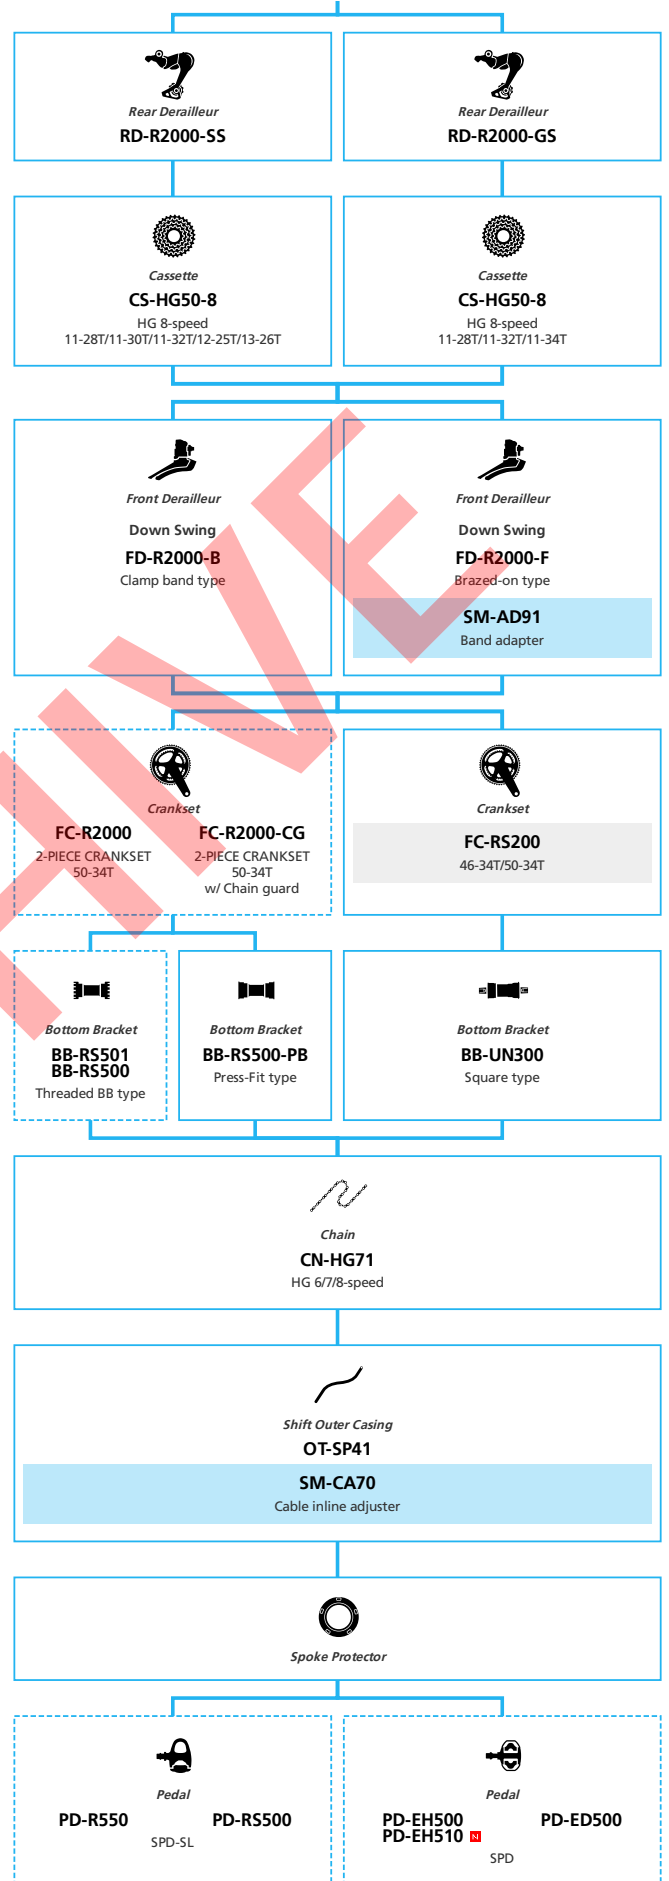 Rear Derailleur
RD-R2000-SS
Rear Derailleur
RD-R2000-GS
Cassette
CS-HG50-8
HG 8-speed
11-28T/11-30T/11-32T/12-25T/13-26T
Cassette
CS-HG50-8
HG 8-speed
11-28T/11-32T/11-34T
Front Derailleur
Down Swing
FD-R2000-B
Clamp band type
Front Derailleur
Down Swing
FD-R2000-F
Brazed-on type
SM-AD91
Band adapter
Crankset
FC-R2000
2-PIECE CRANKSET
50-34T
FC-R2000-CG
2-PIECE CRANKSET
50-34T
w/ Chain guard
Crankset
FC-RS200
46-34T/50-34T
Bottom Bracket
BB-RS501
BB-RS500
Threaded BB type
Bottom Bracket
BB-RS500-PB
Press-Fit type
Bottom Bracket
BB-UN300
Square type
Chain
CN-HG71
HG 6/7/8-speed
Shift Outer Casing
OT-SP41
SM-CA70
Cable inline adjuster
Spoke Protector
Pedal
PD-R550 PD-RS500
SPD-SL
Pedal
PD-EH500 PD-ED500
PD-EH510 N
SPD
HIVE